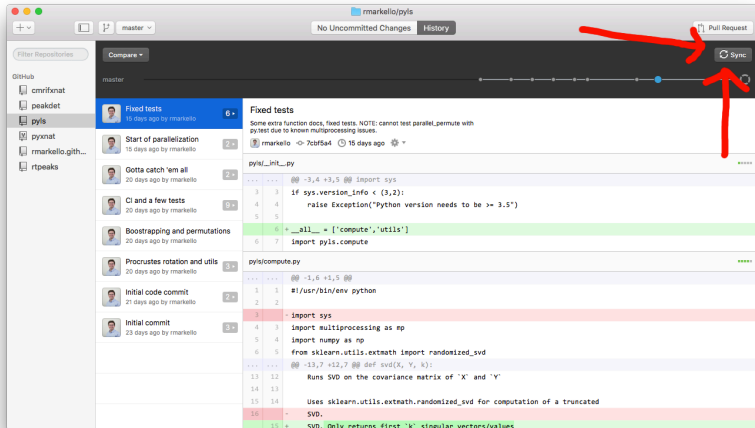 rmarkello/pyls
master
No Uncommitted Changes
History
Pull Request
Filter Repositories
Compare
Sync
master
GitHub
cmrifxnat
peakdet
pyls
pyxnat
rmarkello.gith...
rtpeaks
Fixed tests
15 days ago by rmarkello
6
Start of parallelization
15 days ago by rmarkello
2
Gotta catch 'em all
20 days ago by rmarkello
2
CI and a few tests
20 days ago by rmarkello
9
Boostrapping and permutations
20 days ago by rmarkello
Procrustes rotation and utils
20 days ago by rmarkello
3
Initial code commit
21 days ago by rmarkello
2
Initial commit
23 days ago by rmarkello
3
Fixed tests
Some extra function docs, fixed tests. NOTE: cannot test parallel_permute with
py.test due to known multiprocessing issues.
rmarkello 7cbf5a4 15 days ago
pyls/__init__.py
... ... @@ -3,4 +3,5 @@ import sys
3 3 if sys.version_info < (3,2):
4 4 raise Exception("Python version needs to be >= 3.5")
5 5
6 + __all__ = ['compute','utils']
6 7 import pyls.compute
pyls/compute.py
... ... @@ -1,6 +1,5 @@
1 1 #!/usr/bin/env python
2 2
3 - import sys
4 3 import multiprocessing as mp
5 4 import numpy as np
6 5 from sklearn.utils.extmath import randomized_svd
... ... @@ -13,7 +12,7 @@ def svd(X, Y, k):
13 12 Runs SVD on the covariance matrix of `X` and `Y`
14 13
15 14 Uses sklearn.utils.extmath.randomized_svd for computation of a truncated
16 - SVD.
15 + SVD. Only returns first `k` singular vectors/values